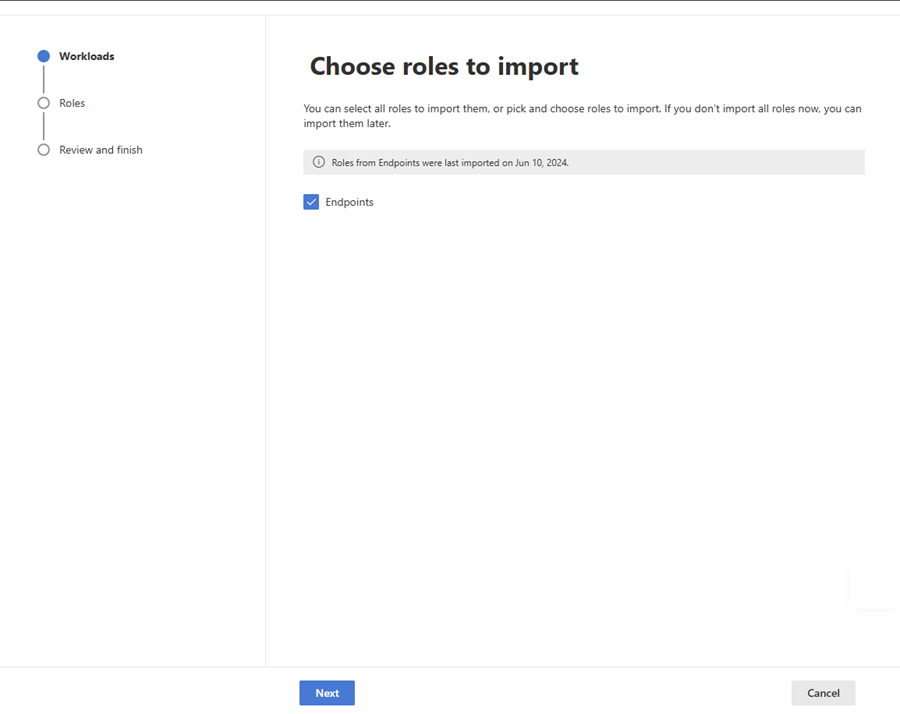 Workloads
Roles
Review and finish
Choose roles to import
You can select all roles to import them, or pick and choose roles to import. If you don't import all roles now, you can
import them later.
Roles from Endpoints were last imported on Jun 10, 2024.
Endpoints
Next
Cancel